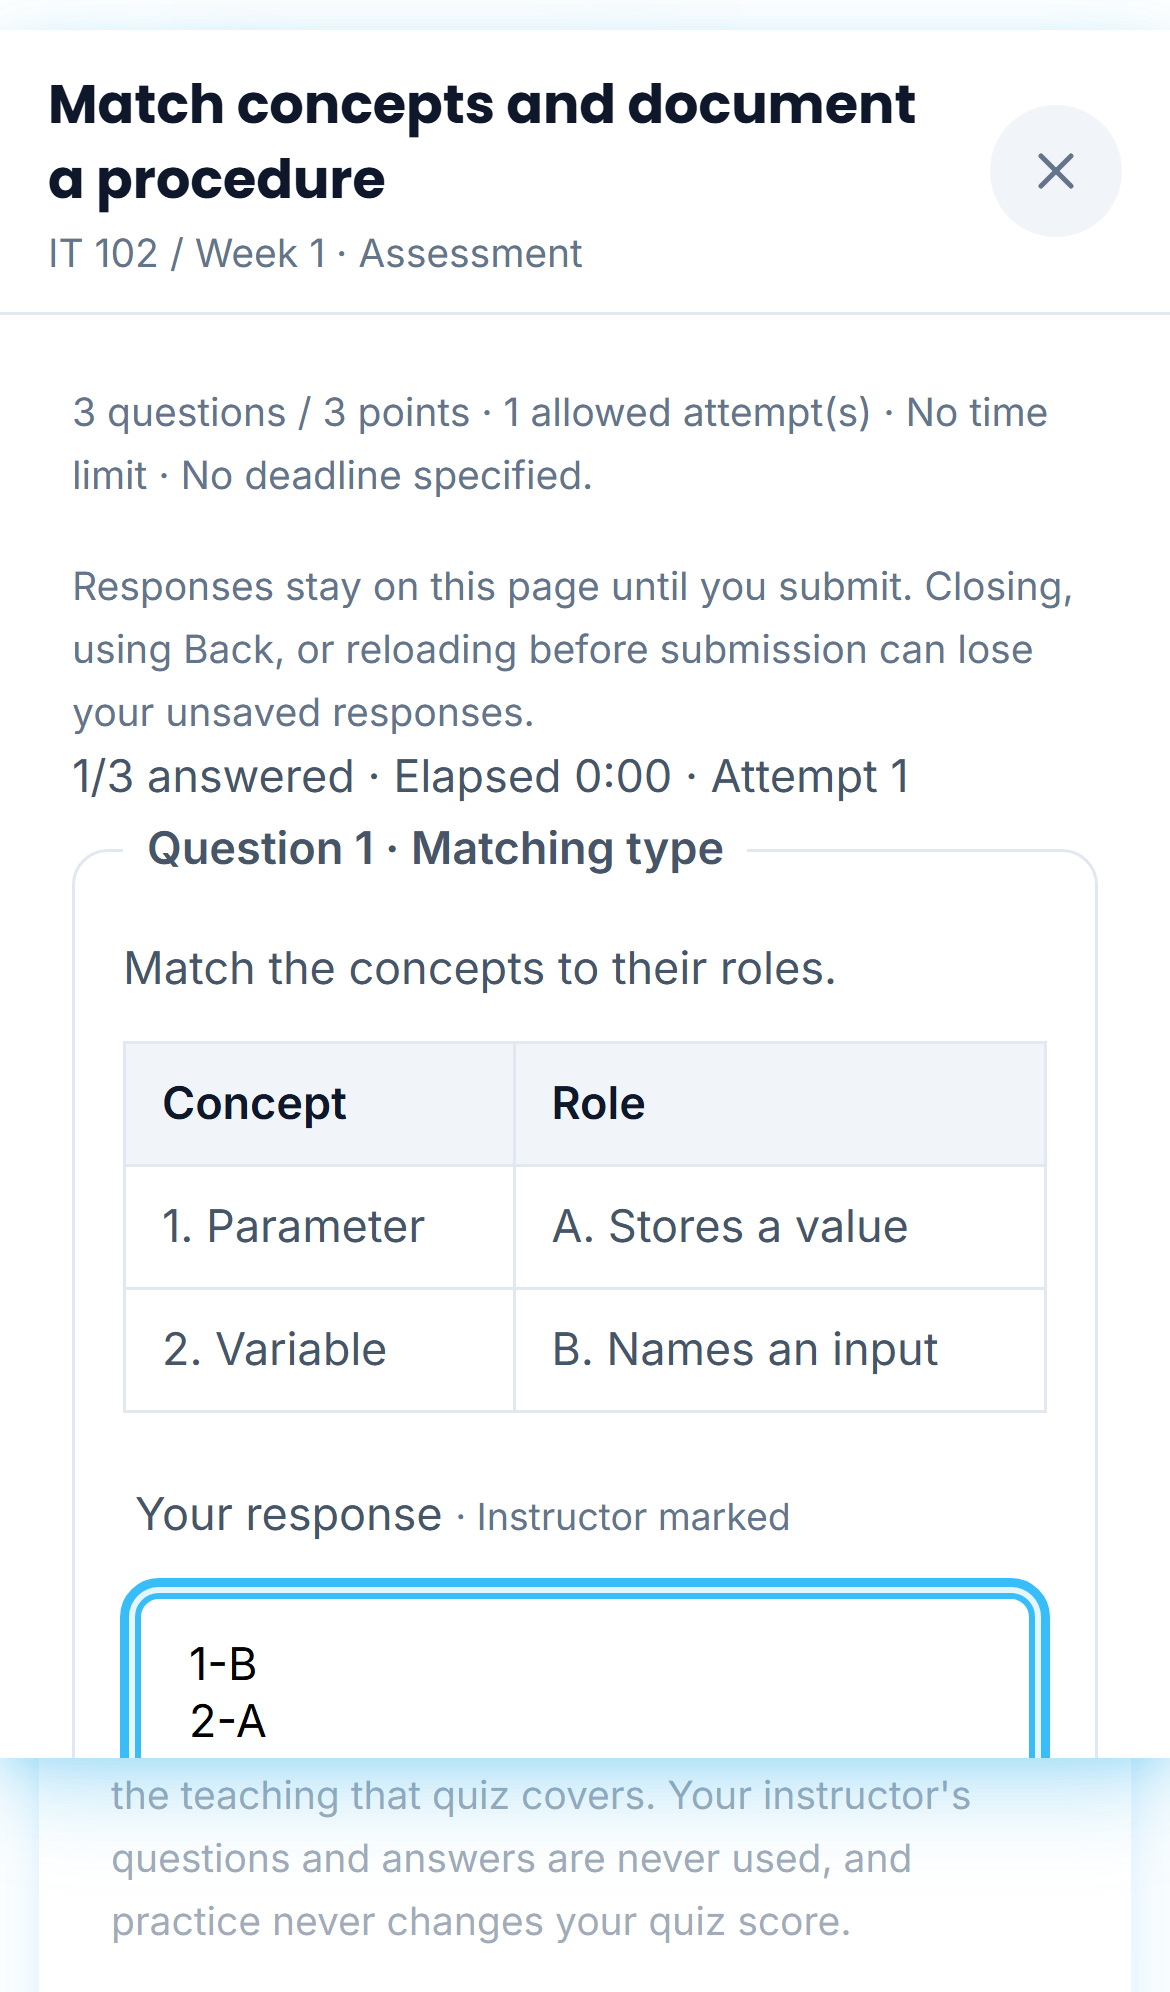 Match concepts and document
a procedure
IT 102 / Week 1 · Assessment
3 questions / 3 points · 1 allowed attempt(s) · No time
limit · No deadline specified.
Responses stay on this page until you submit. Closing,
using Back, or reloading before submission can lose
your unsaved responses.
1/3 answered · Elapsed 0:00 · Attempt 1
Question 1 · Matching type
Match the concepts to their roles.
Concept Role
1. Parameter A. Stores a value
2. Variable B. Names an input
Your response · Instructor marked
1-B
2-A
the teaching that quiz covers. Your instructor's
questions and answers are never used, and
practice never changes your quiz score.